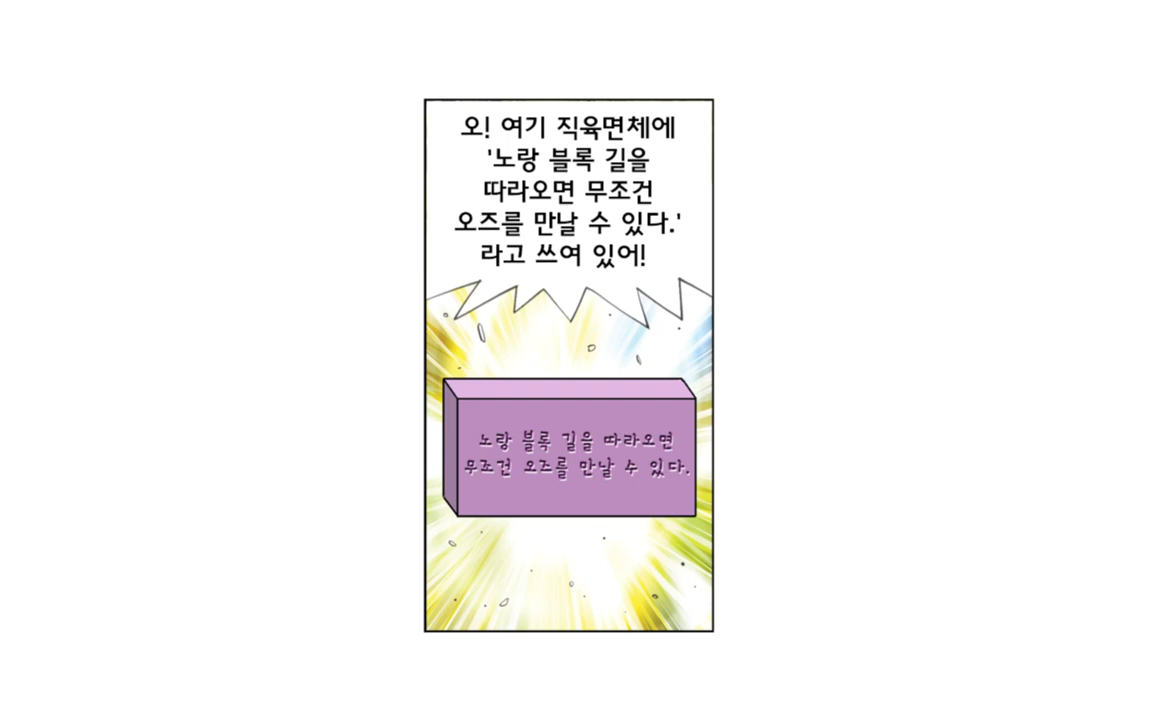 오! 여기 직육면체에
'노랑 블록 길을
따라오면 무조건
오즈를 만날 수 있다.'
라고 쓰여 있어!
노랑 블록 길을 따라오면
무조건 오즈를 만날 수 있다.